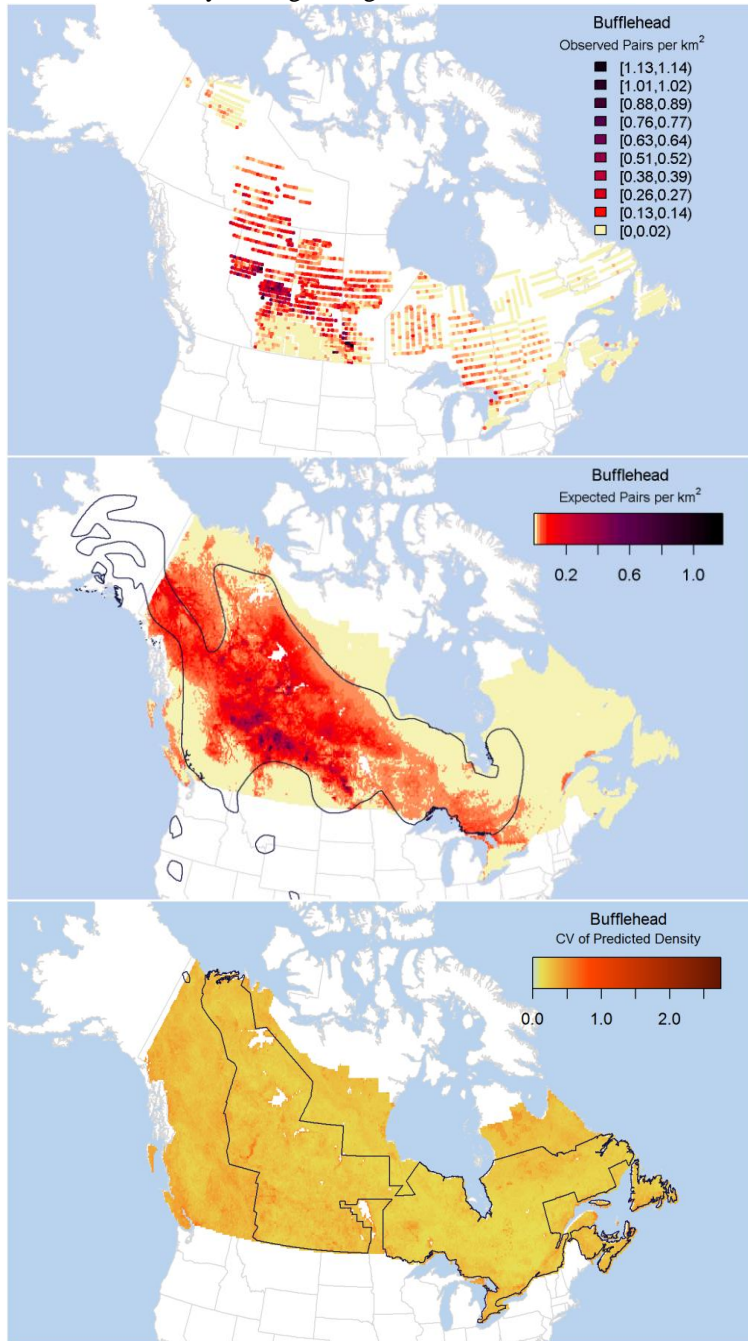 Bufflehead
Observed Pairs per km2
[1.13,1.14)
[1.01,1.02)
[0.88,0.89)
[0.76,0.77)
[0.63,0.64)
[0.51,0.52)
[0.38,0.39)
[0.26,0.27)
[0.13,0.14)
[0,0.02)
Bufflehead
Expected Pairs per km2
0.2 0.6 1.0
Bufflehead
CV of Predicted Density
0.0 1.0 2.0